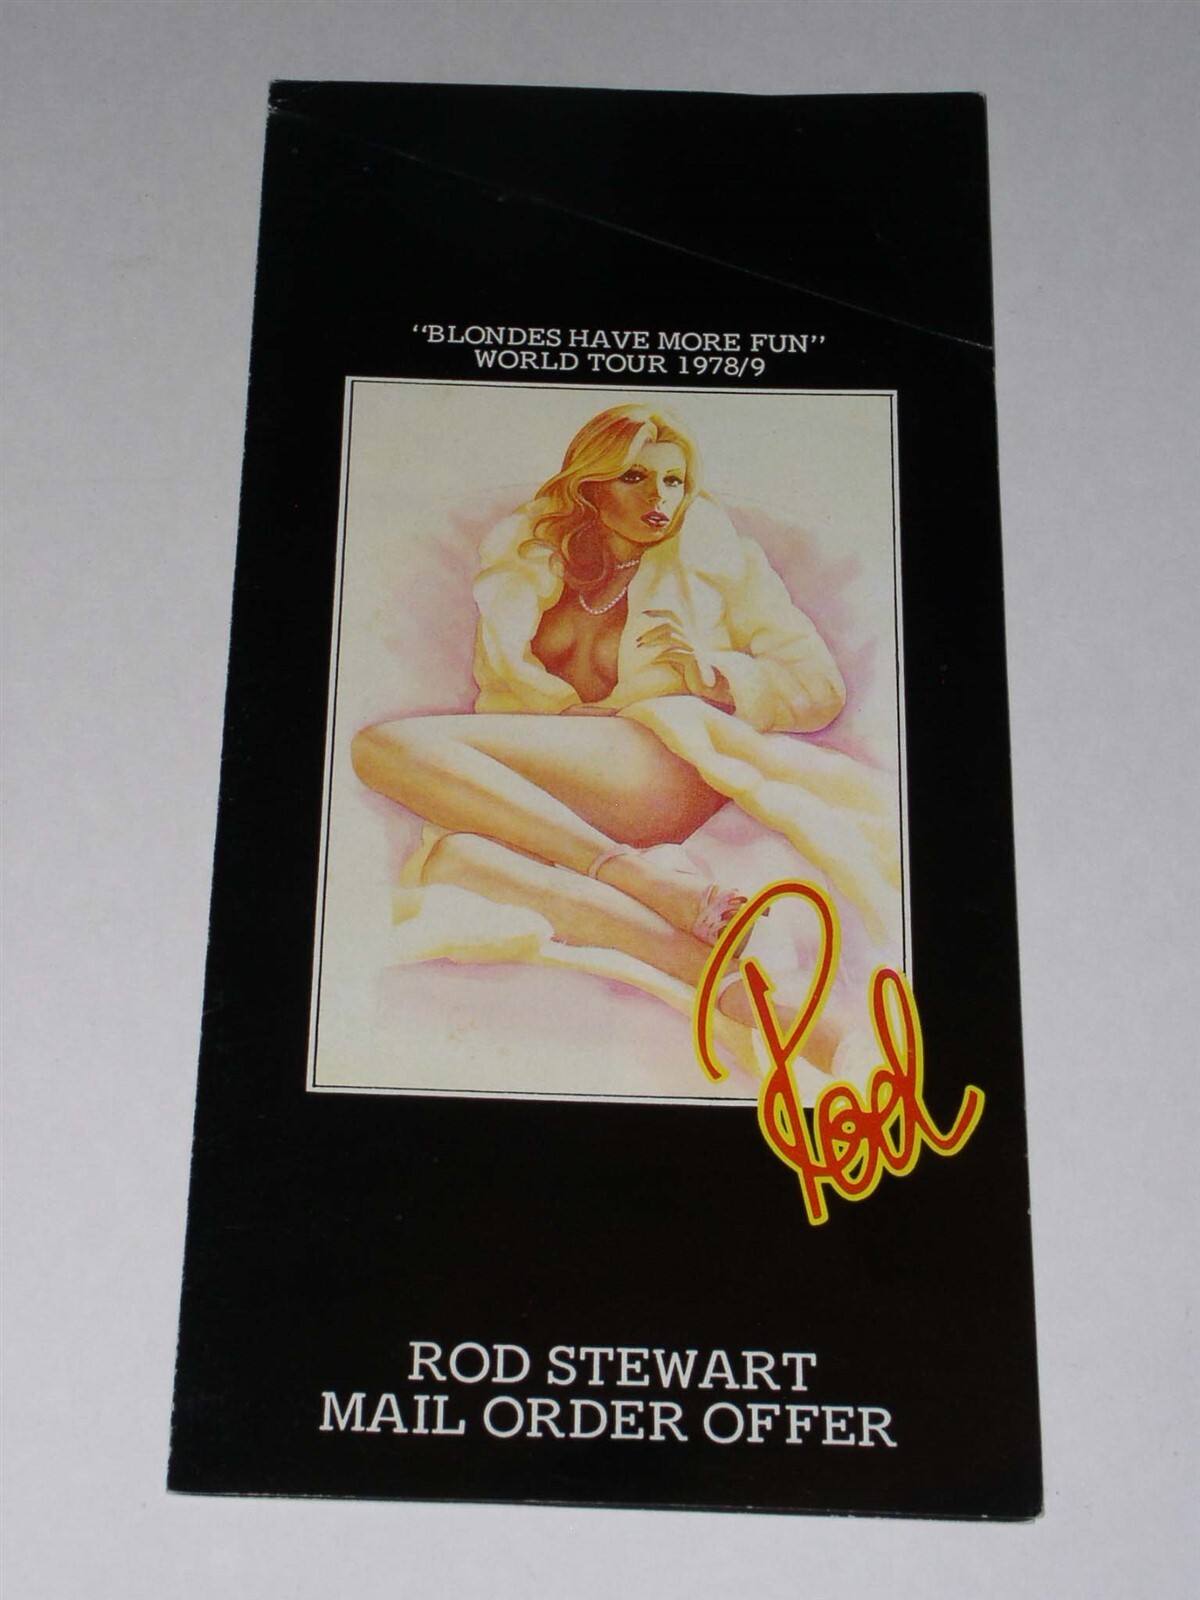 "BLONDES HAVE MORE FUN"
WORLD TOUR 1978/9
Rod
ROD STEWART
MAIL ORDER OFFER